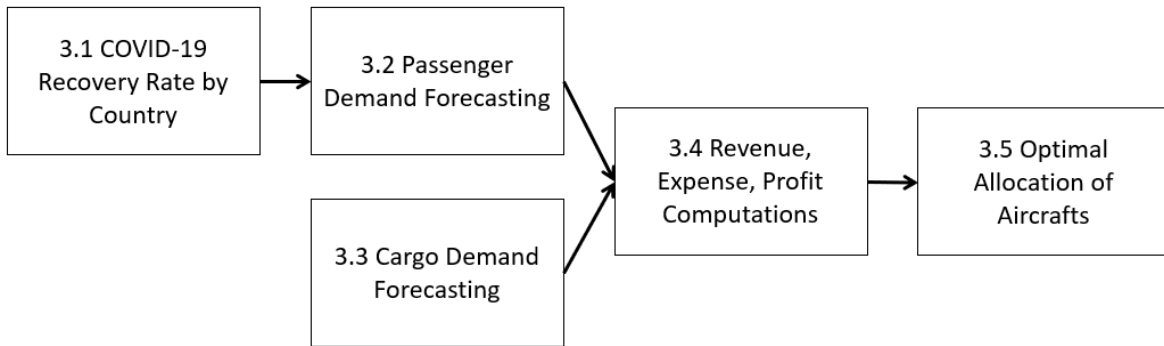 3.1 COVID-19
Recovery Rate by
Country
3.2 Passenger
Demand Forecasting
3.3 Cargo Demand
Forecasting
3.4 Revenue,
Expense, Profit
Computations
3.5 Optimal
Allocation of
Aircrafts